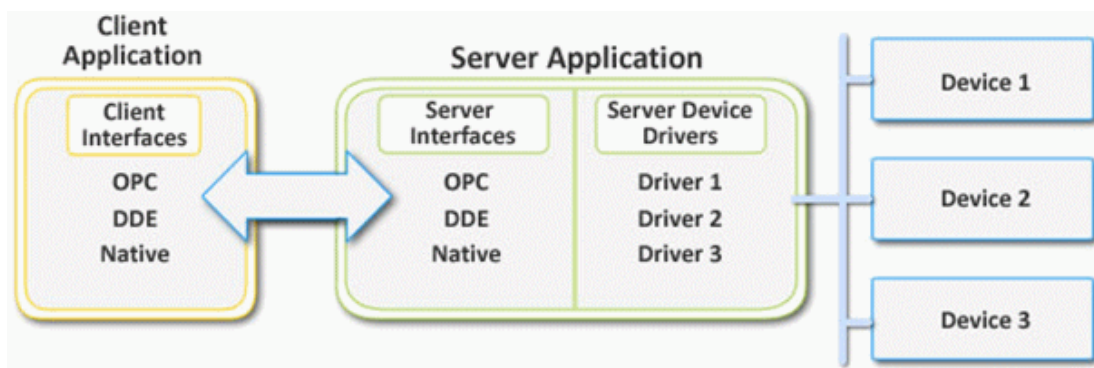 Client
Application
Client
Interfaces
OPC
DDE
Native
Server Application
Server
Interfaces
OPC
DDE
Native
Server Device
Drivers
Driver 1
Driver 2
Driver 3
Device 1
Device 2
Device 3